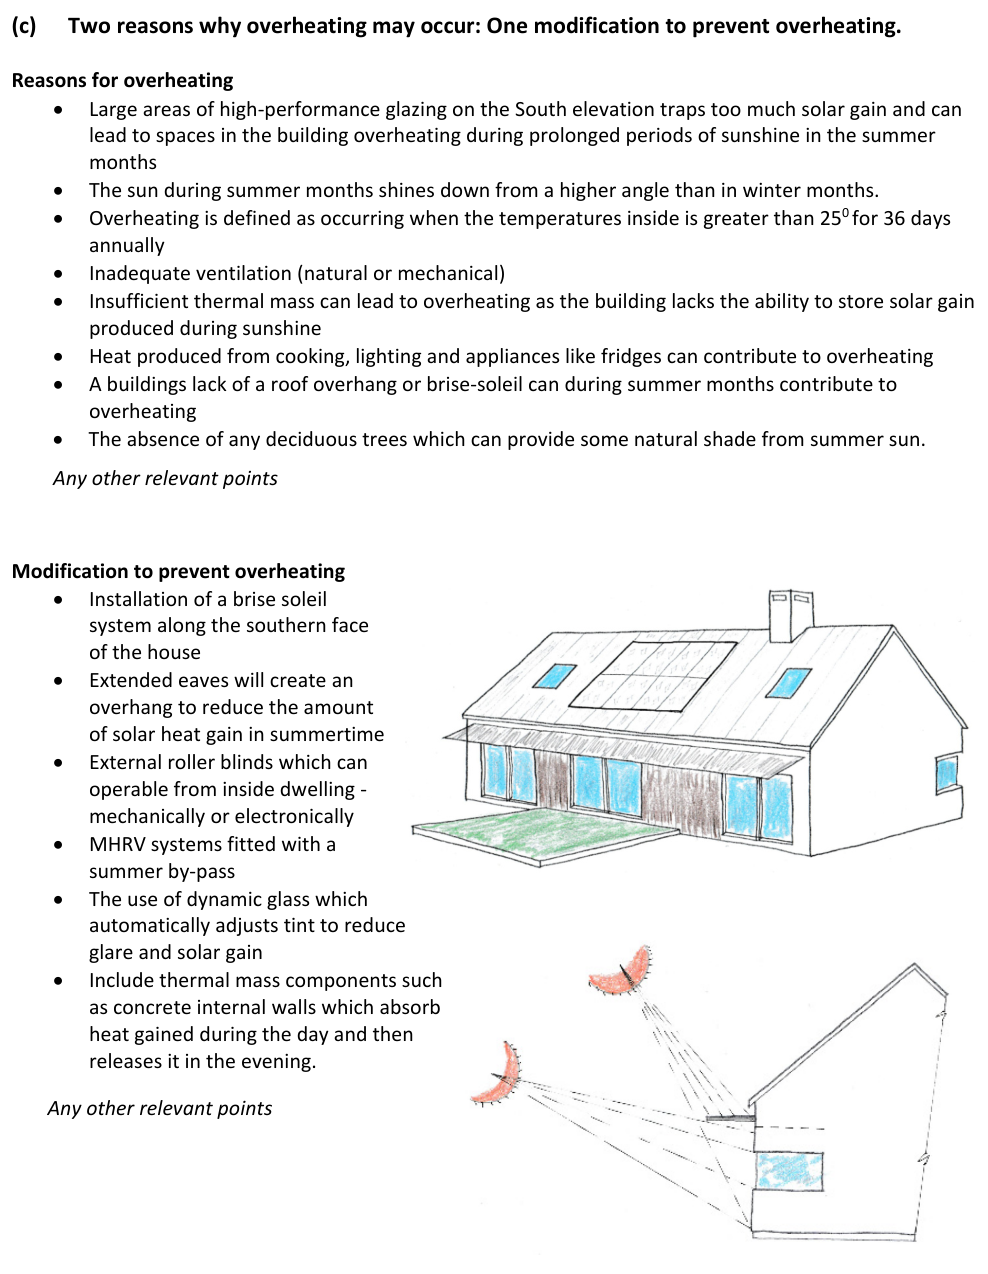 (c) Two reasons why overheating may occur: One modification to prevent overheating.
Reasons for overheating
• Large areas of high-performance glazing on the South elevation traps too much solar gain and can
lead to spaces in the building overheating during prolonged periods of sunshine in the summer
months
• The sun during summer months shines down from a higher angle than in winter months.
• Overheating is defined as occurring when the temperatures inside is greater than 25⁰ for 36 days
annually
• Inadequate ventilation (natural or mechanical)
• Insufficient thermal mass can lead to overheating as the building lacks the ability to store solar gain
produced during sunshine
• Heat produced from cooking, lighting and appliances like fridges can contribute to overheating
• A buildings lack of a roof overhang or brise-soleil can during summer months contribute to
overheating
• The absence of any deciduous trees which can provide some natural shade from summer sun.
Any other relevant points
Modification to prevent overheating
• Installation of a brise soleil
system along the southern face
of the house
• Extended eaves will create an
overhang to reduce the amount
of solar heat gain in summertime
• External roller blinds which can
operable from inside dwelling -
mechanically or electronically
• MHRV systems fitted with a
summer by-pass
• The use of dynamic glass which
automatically adjusts tint to reduce
glare and solar gain
• Include thermal mass components such
as concrete internal walls which absorb
heat gained during the day and then
releases it in the evening.
Any other relevant points